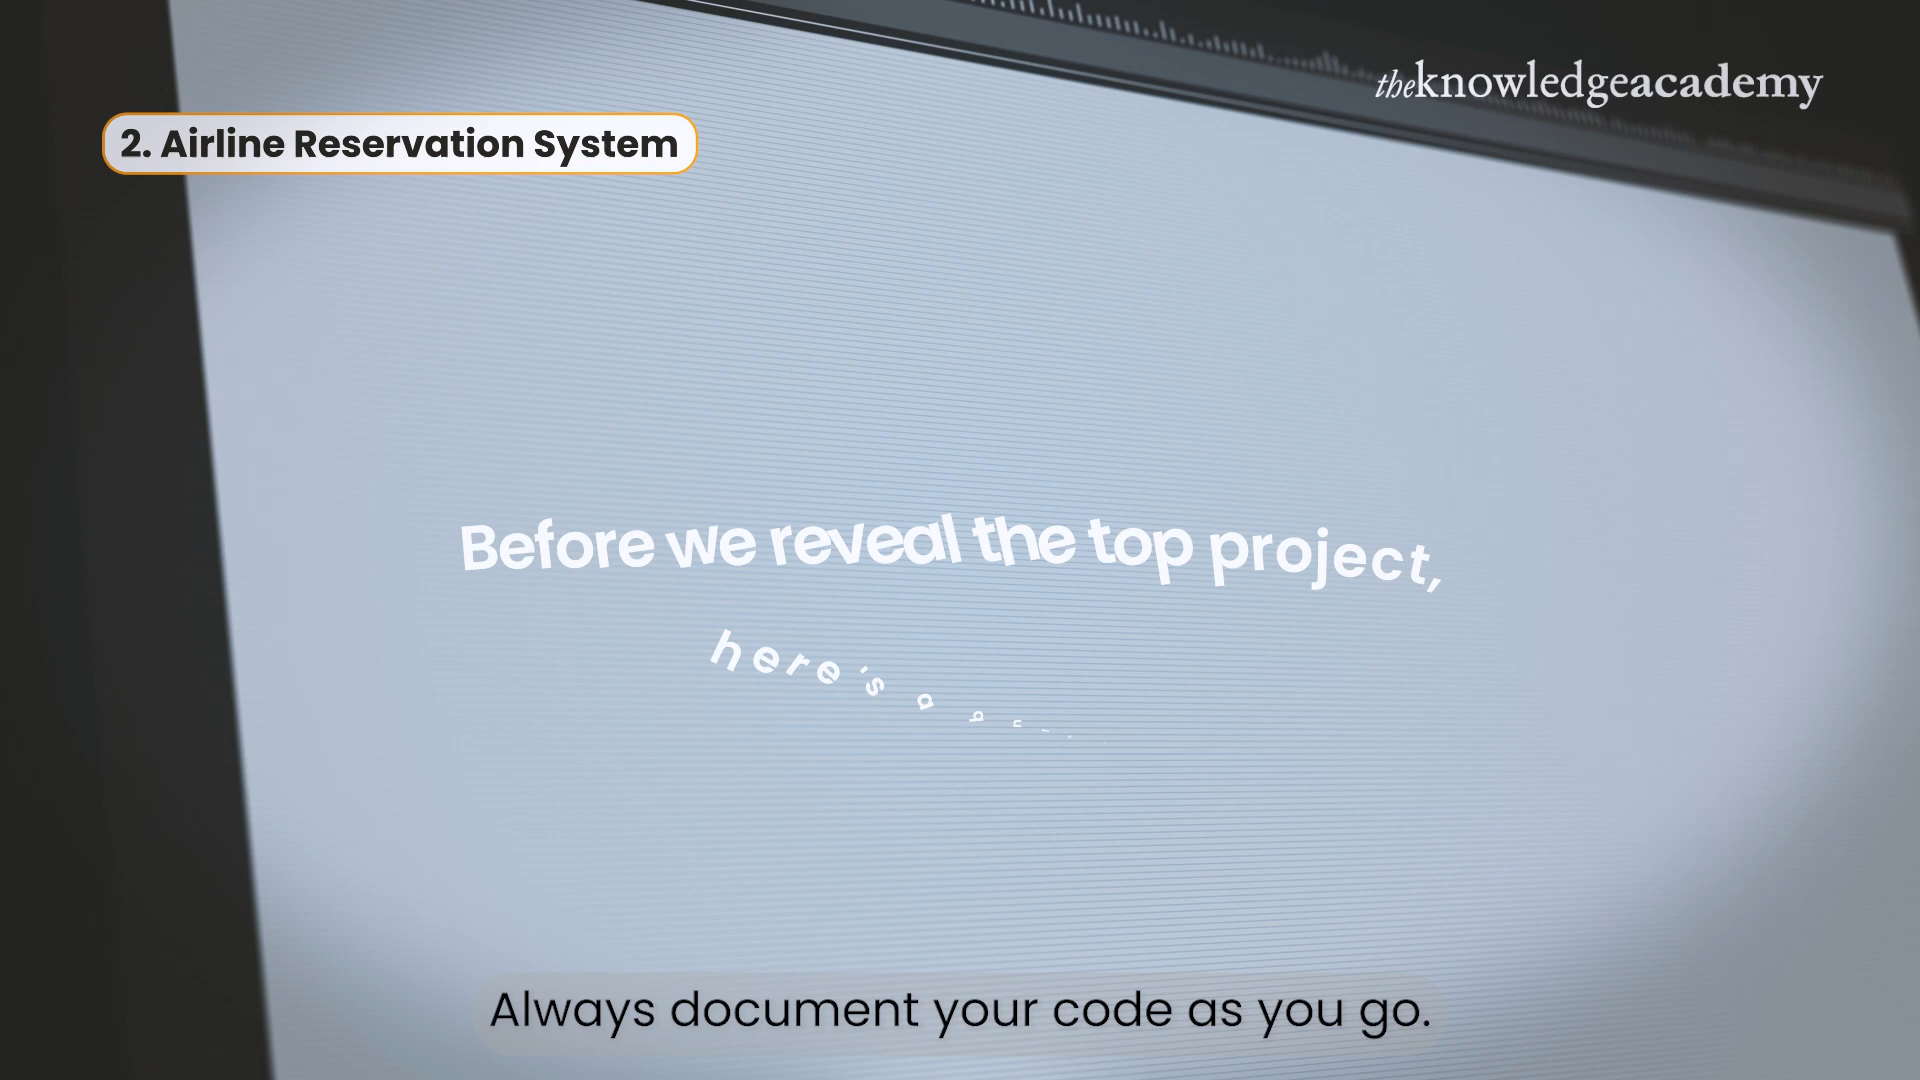 theknowledgeacademy
2. Airline Reservation System
Before we reveal the top project,
here's a
Always document your code as you go.